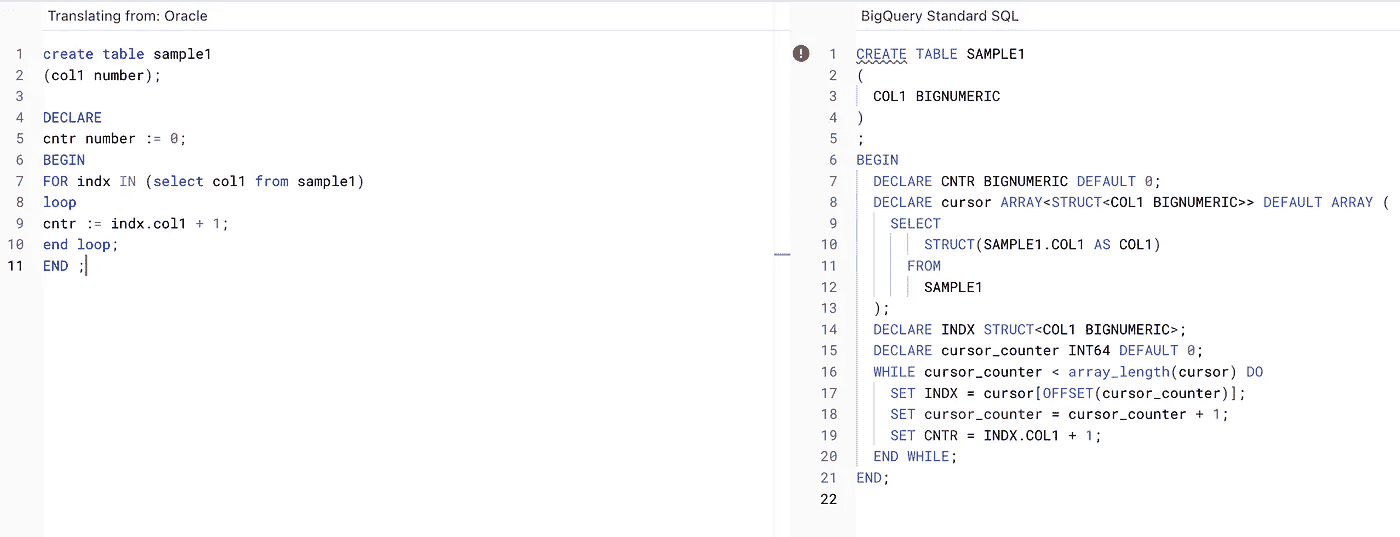 Translating from: Oracle
1 create table sample1
2 (col1 number);
3
4 DECLARE
5 cntr number := 0;
6 BEGIN
7 FOR indx IN (select col1 from sample1)
8 loop
9 cntr := indx.col1 + 1;
10 end loop;
11 END ;
BigQuery Standard SQL
1 CREATE TABLE SAMPLE1
2 (
3 COL1 BIGNUMERIC
4 )
5 ;
6 BEGIN
7 DECLARE CNTR BIGNUMERIC DEFAULT 0;
8 DECLARE cursor ARRAY<STRUCT<COL1 BIGNUMERIC>> DEFAULT ARRAY (
9 SELECT
10 STRUCT(SAMPLE1.COL1 AS COL1)
11 FROM
12 SAMPLE1
13 );
14 DECLARE INDX STRUCT<COL1 BIGNUMERIC>;
15 DECLARE cursor_counter INT64 DEFAULT 0;
16 WHILE cursor_counter < array_length(cursor) DO
17 SET INDX = cursor[OFFSET(cursor_counter)];
18 SET cursor_counter = cursor_counter + 1;
19 SET CNTR = INDX.COL1 + 1;
20 END WHILE;
21 END;
22